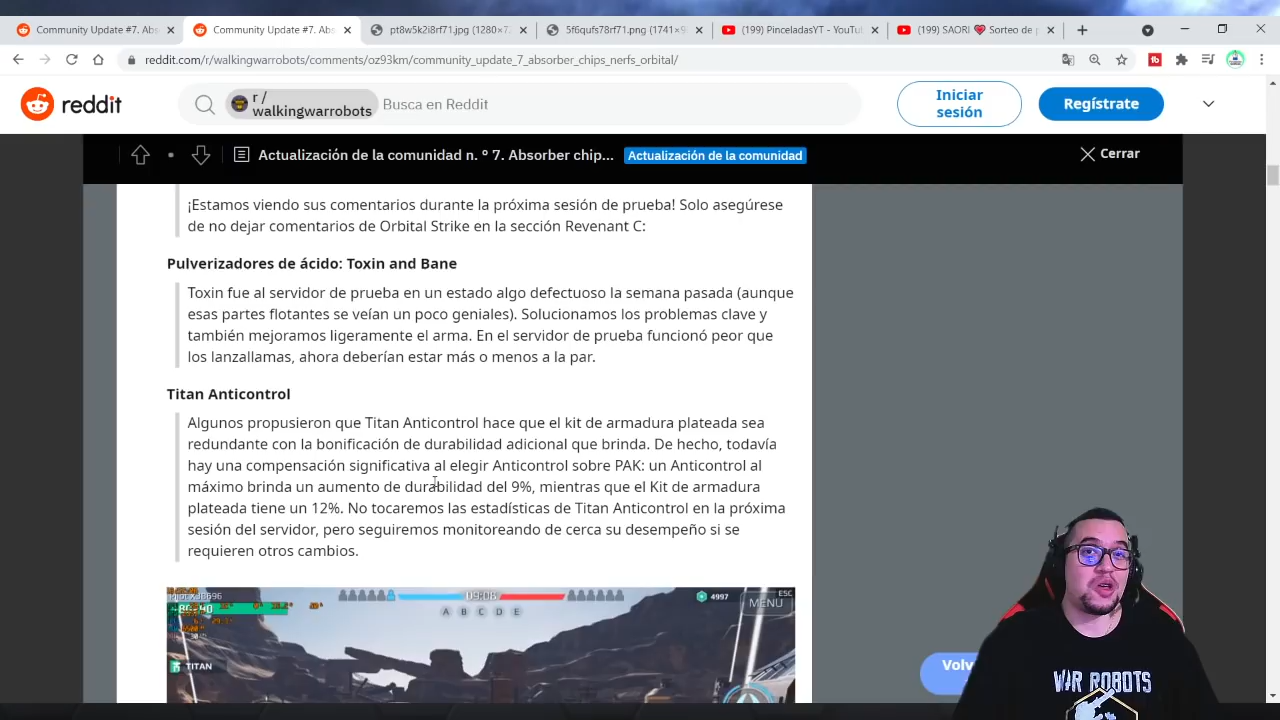 Community Update #7. Abs
Community Update #7. Abs
pt8w5k2i8rf71.jpg (1280×72
5f6qufs78rf71.png (1741×9
(199) PinceladasYT - YouTu
(199) SAORI 💗 Sorteo de
reddit.com/r/walkingwarrobots/comments/oz93km/community_update_7_absorber_chips_nerfs_orbital/
reddit
r /
walkingwarrobots
Busca en Reddit
Iniciar
sesión
Regístrate
Actualización de la comunidad n. º 7. Absorber chip...
Actualización de la comunidad
Cerrar
¡Estamos viendo sus comentarios durante la próxima sesión de prueba! Solo asegúrese
de no dejar comentarios de Orbital Strike en la sección Revenant C:
Pulverizadores de ácido: Toxin and Bane
Toxin fue al servidor de prueba en un estado algo defectuoso la semana pasada (aunque
esas partes flotantes se veían un poco geniales). Solucionamos los problemas clave y
también mejoramos ligeramente el arma. En el servidor de prueba funcionó peor que
los lanzallamas, ahora deberían estar más o menos a la par.
Titan Anticontrol
Algunos propusieron que Titan Anticontrol hace que el kit de armadura plateada sea
redundante con la bonificación de durabilidad adicional que brinda. De hecho, todavía
hay una compensación significativa al elegir Anticontrol sobre PAK: un Anticontrol al
máximo brinda un aumento de durabilidad del 9%, mientras que el Kit de armadura
plateada tiene un 12%. No tocaremos las estadísticas de Titan Anticontrol en la próxima
sesión del servidor, pero seguiremos monitoreando de cerca su desempeño si se
requieren otros cambios.
09:06
4997
ESC
MENU
A B C D E
TITAN
Volv
WAR ROBOTS